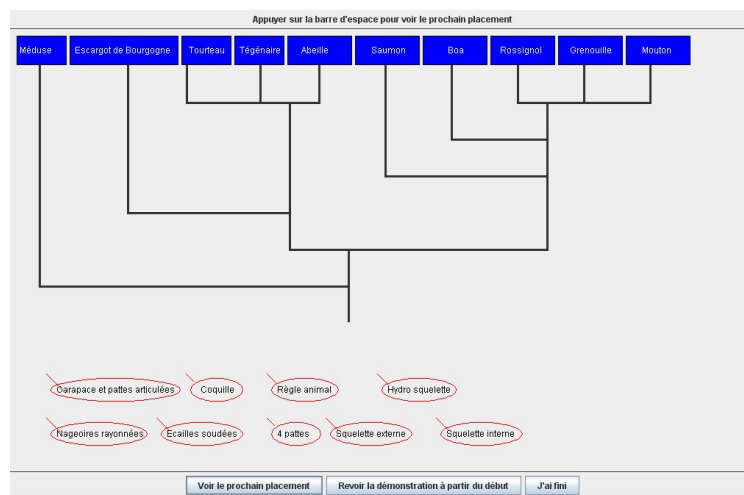 Appuyer sur la barre d'espace pour voir le prochain placement
Méduse Escargot de Bourgogne Tourteau Tégénaire Abeille Saumon Boa Rossignol Grenouille Mouton
Carapace et pattes articulées Coquille Règle animal Hydro squelette
Nageoires rayonnées Ecailles soudées 4 pattes Squelette externe Squelette interne
Voir le prochain placement Revoir la démonstration à partir du début J'ai fini